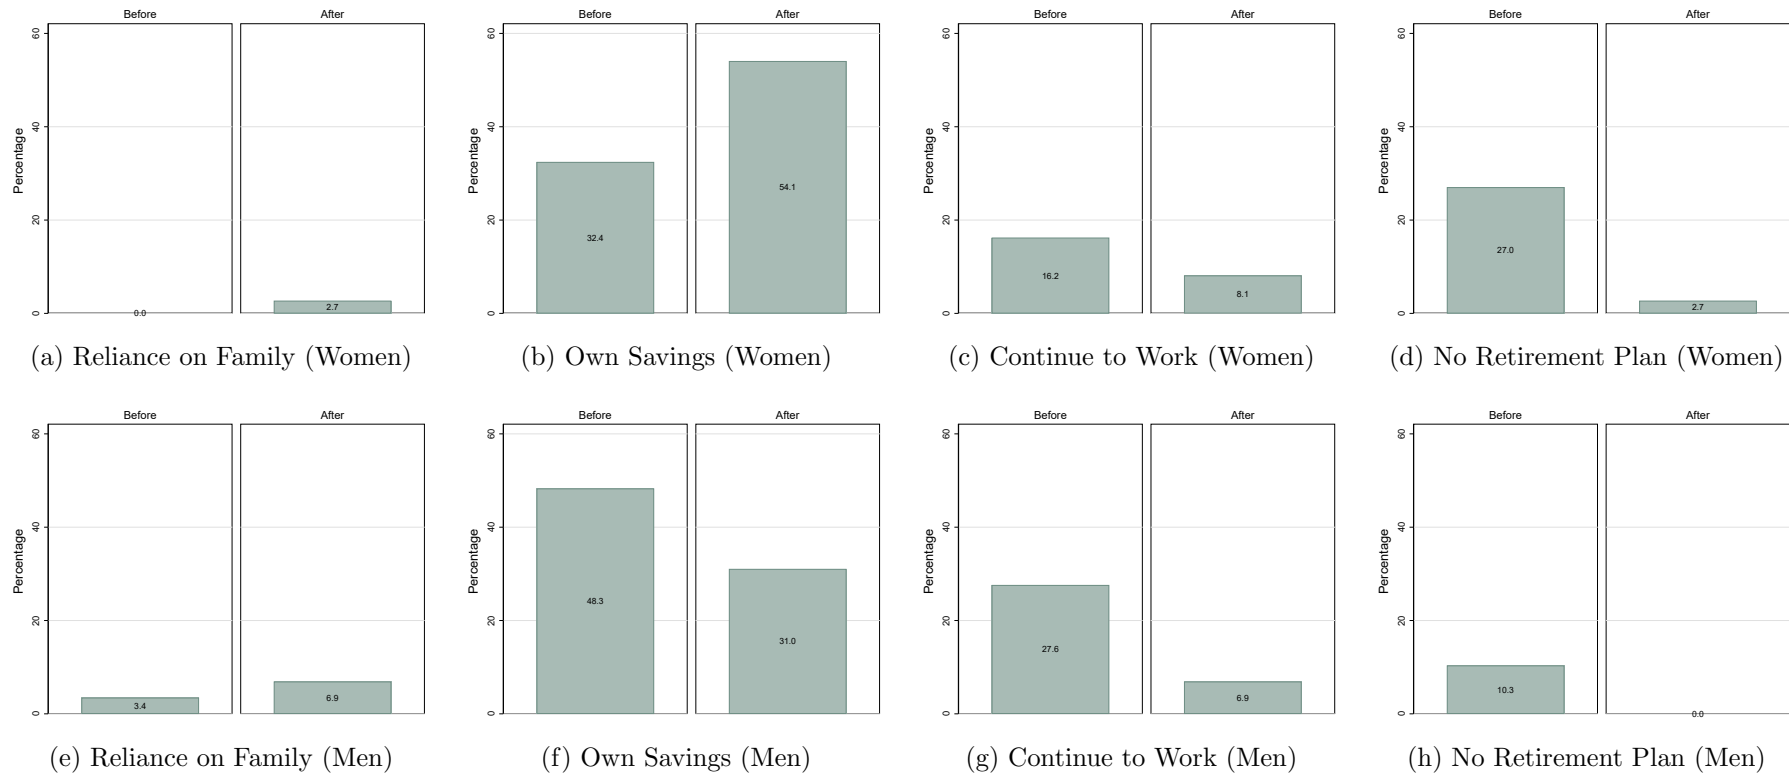 Before After
Percentage
0 20 40 60
0.0 2.7
(a) Reliance on Family (Women)
Before After
Percentage
0 20 40 60
32.4 54.1
(b) Own Savings (Women)
Before After
Percentage
0 20 40 60
16.2 8.1
(c) Continue to Work (Women)
Before After
Percentage
0 20 40 60
27.0 2.7
(d) No Retirement Plan (Women)
Before After
Percentage
0 20 40 60
3.4 6.9
(e) Reliance on Family (Men)
Before After
Percentage
0 20 40 60
48.3 31.0
(f) Own Savings (Men)
Before After
Percentage
0 20 40 60
27.6 6.9
(g) Continue to Work (Men)
Before After
Percentage
0 20 40 60
10.3 0.0
(h) No Retirement Plan (Men)